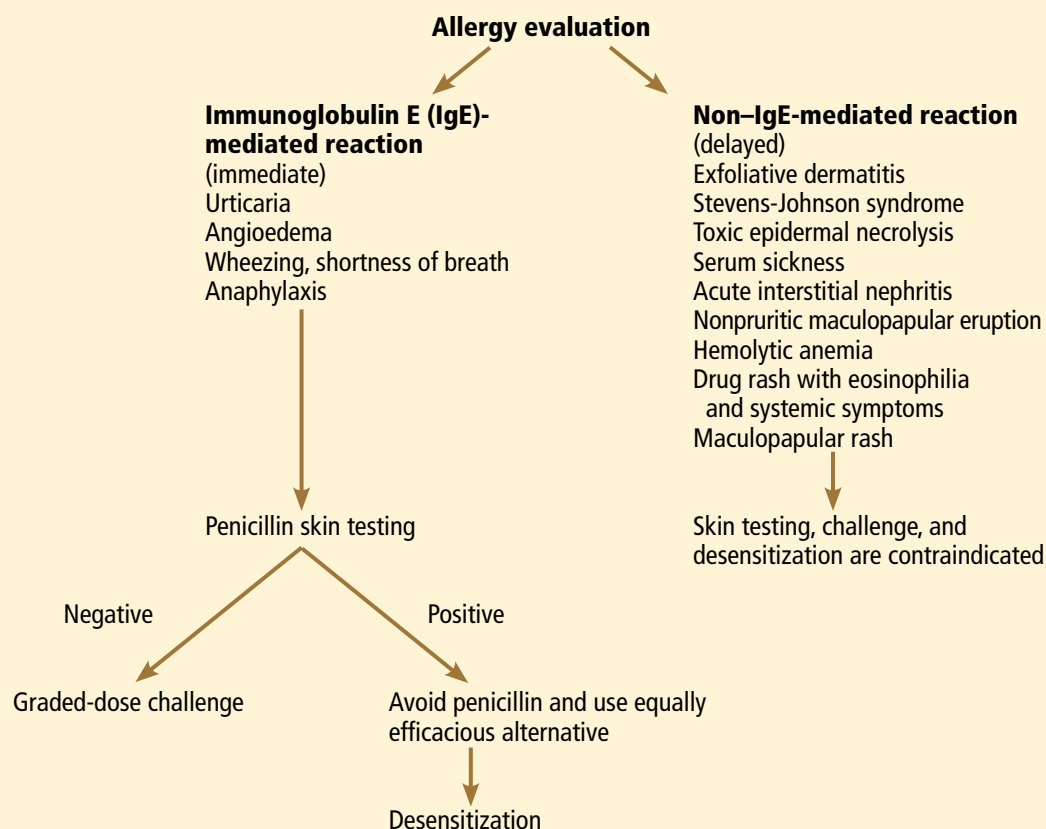 Allergy evaluation
Immunoglobulin E (IgE)-
mediated reaction
(immediate)
Urticaria
Angioedema
Wheezing, shortness of breath
Anaphylaxis
Non–IgE-mediated reaction
(delayed)
Exfoliative dermatitis
Stevens-Johnson syndrome
Toxic epidermal necrolysis
Serum sickness
Acute interstitial nephritis
Nonpruritic maculopapular eruption
Hemolytic anemia
Drug rash with eosinophilia
and systemic symptoms
Maculopapular rash
Penicillin skin testing
Skin testing, challenge, and
desensitization are contraindicated
Negative
Positive
Graded-dose challenge
Avoid penicillin and use equally
efficacious alternative
Desensitization